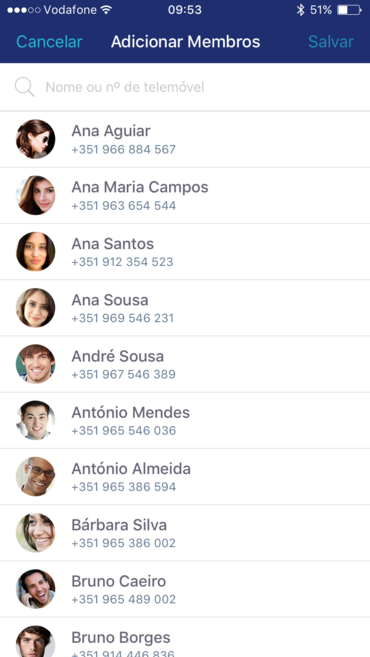 Vodafone 09:53 51%
Cancelar Adicionar Membros Salvar
Nome ou nº de telemóvel
Ana Aguiar
+351 966 884 567
Ana Maria Campos
+351 963 654 544
Ana Santos
+351 912 354 523
Ana Sousa
+351 969 546 231
André Sousa
+351 967 546 389
António Mendes
+351 965 546 036
António Almeida
+351 965 386 594
Bárbara Silva
+351 965 386 002
Bruno Caeiro
+351 965 489 002
Bruno Borges
+351 914 446 836